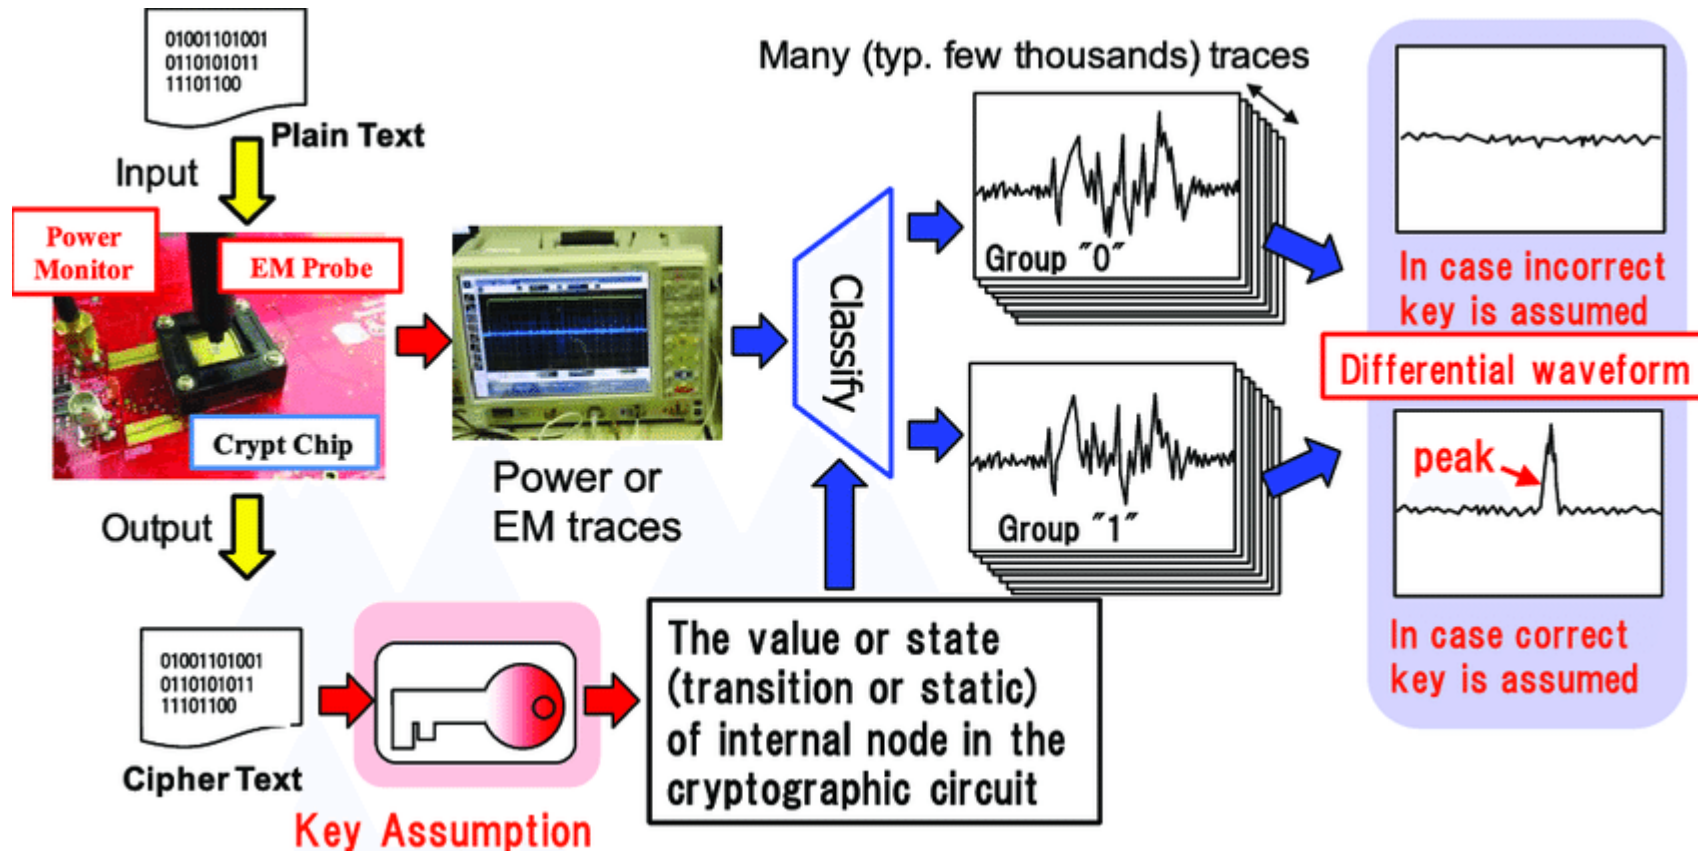 01001101001
0110101011
11101100
Plain Text
Input
Power
Monitor
EM Probe
Crypt Chip
Output
Power or
EM traces
Classify
Many (typ. few thousands) traces
Group "0"
Group "1"
In case incorrect
key is assumed
Differential waveform
peak
In case correct
key is assumed
01001101001
0110101011
11101100
Cipher Text
Key Assumption
The value or state
(transition or static)
of internal node in the
cryptographic circuit